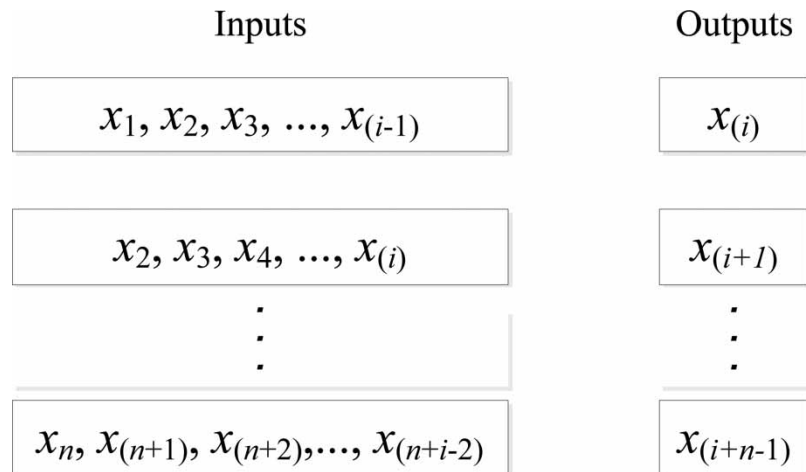 Inputs Outputs
x₁, x₂, x₃, ..., x₍ᵢ₋₁₎ x₍ᵢ₎
x₂, x₃, x₄, ..., x₍ᵢ₎ x₍ᵢ₊₁₎
. .
. .
. .
xₙ, x₍ₙ₊₁₎, x₍ₙ₊₂₎,..., x₍ₙ₊ᵢ₋₂₎ x₍ᵢ₊ₙ₋₁₎